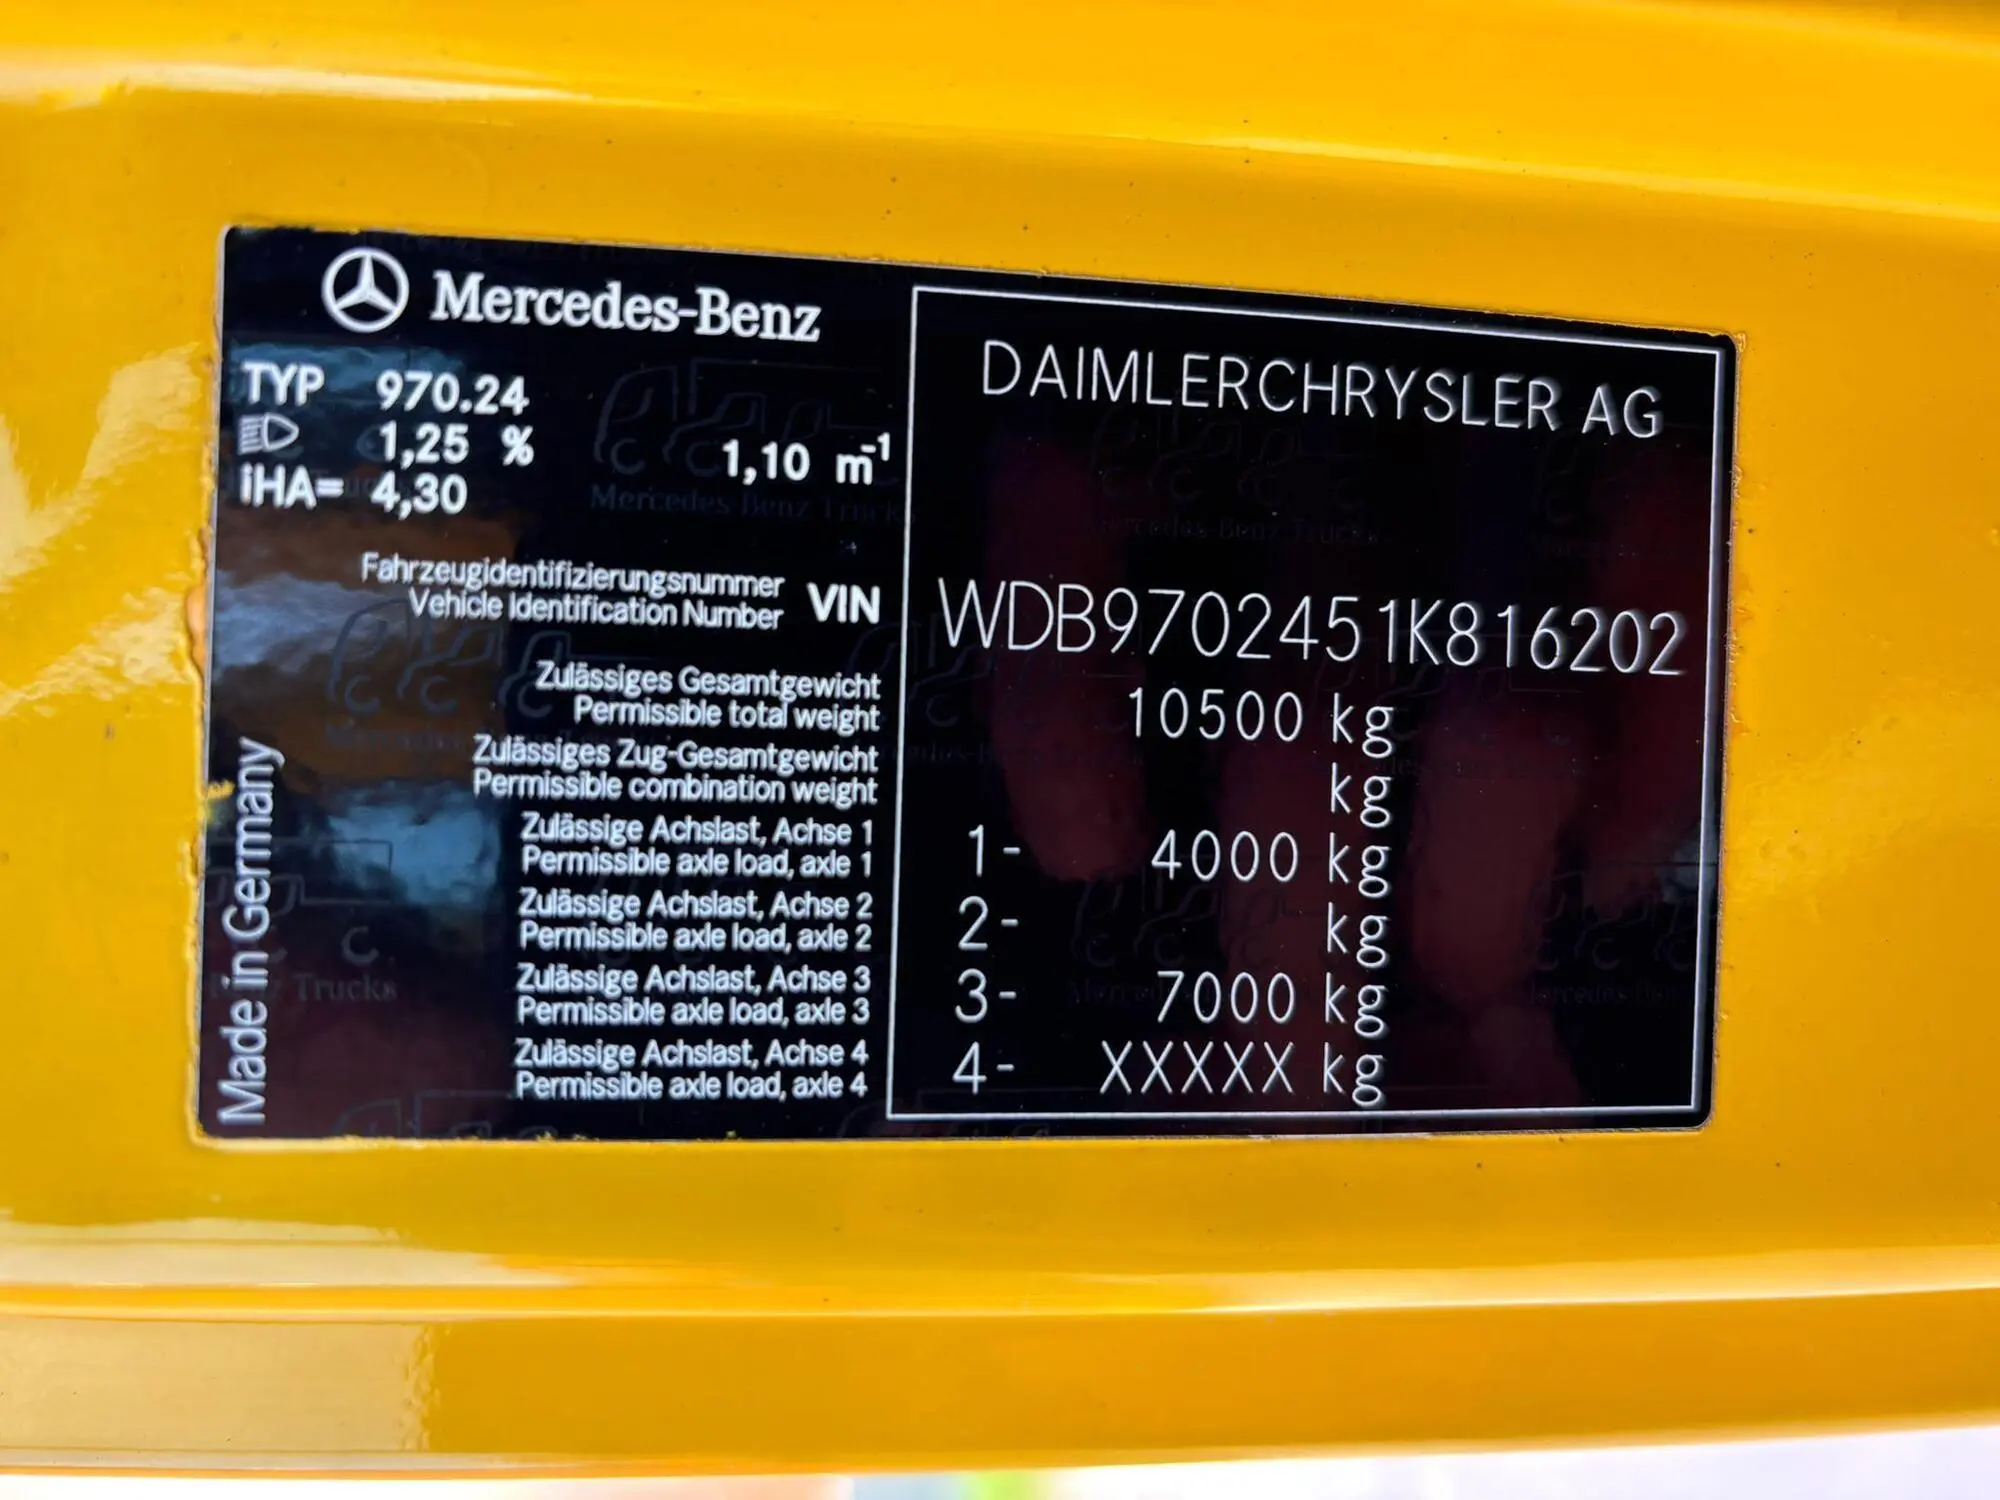 Mercedes-Benz
TYP 970.24
1,25 % 1,10 m-1
iHA= 4,30
DAIMLERCHRYSLER AG
Fahrzeugidentifizierungsnummer
Vehicle Identification Number VIN WDB9702451K816202
Zulässiges Gesamtgewicht
Permissible total weight 10500 kg
Zulässiges Zug-Gesamtgewicht
Permissible combination weight kg
Zulässige Achslast, Achse 1
Permissible axle load, axle 1 1- 4000 kg
Zulässige Achslast, Achse 2
Permissible axle load, axle 2 2- kg
Zulässige Achslast, Achse 3
Permissible axle load, axle 3 3- 7000 kg
Zulässige Achslast, Achse 4
Permissible axle load, axle 4 4- XXXXX kg
Made in Germany
Mercedes-Benz Trucks